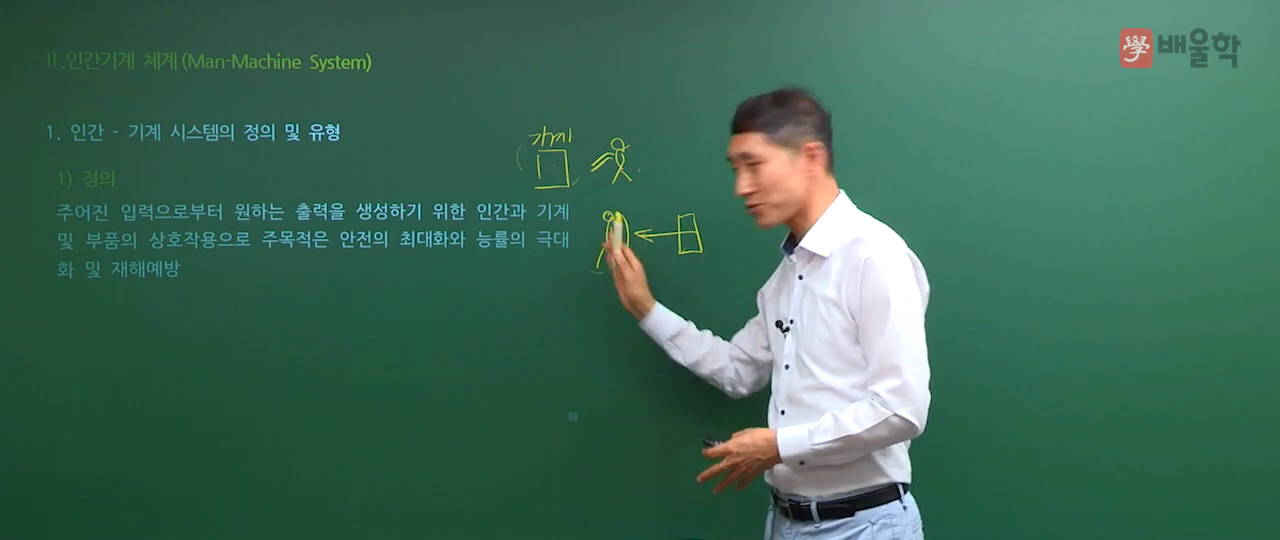 II.인간기계 체계(Man-Machine System)
學 배울학
1. 인간 - 기계 시스템의 정의 및 유형
기계
1) 정의
주어진 입력으로부터 원하는 출력을 생성하기 위한 인간과 기계
및 부품의 상호작용으로 주목적은 안전의 최대화와 능률의 극대
화 및 재해예방